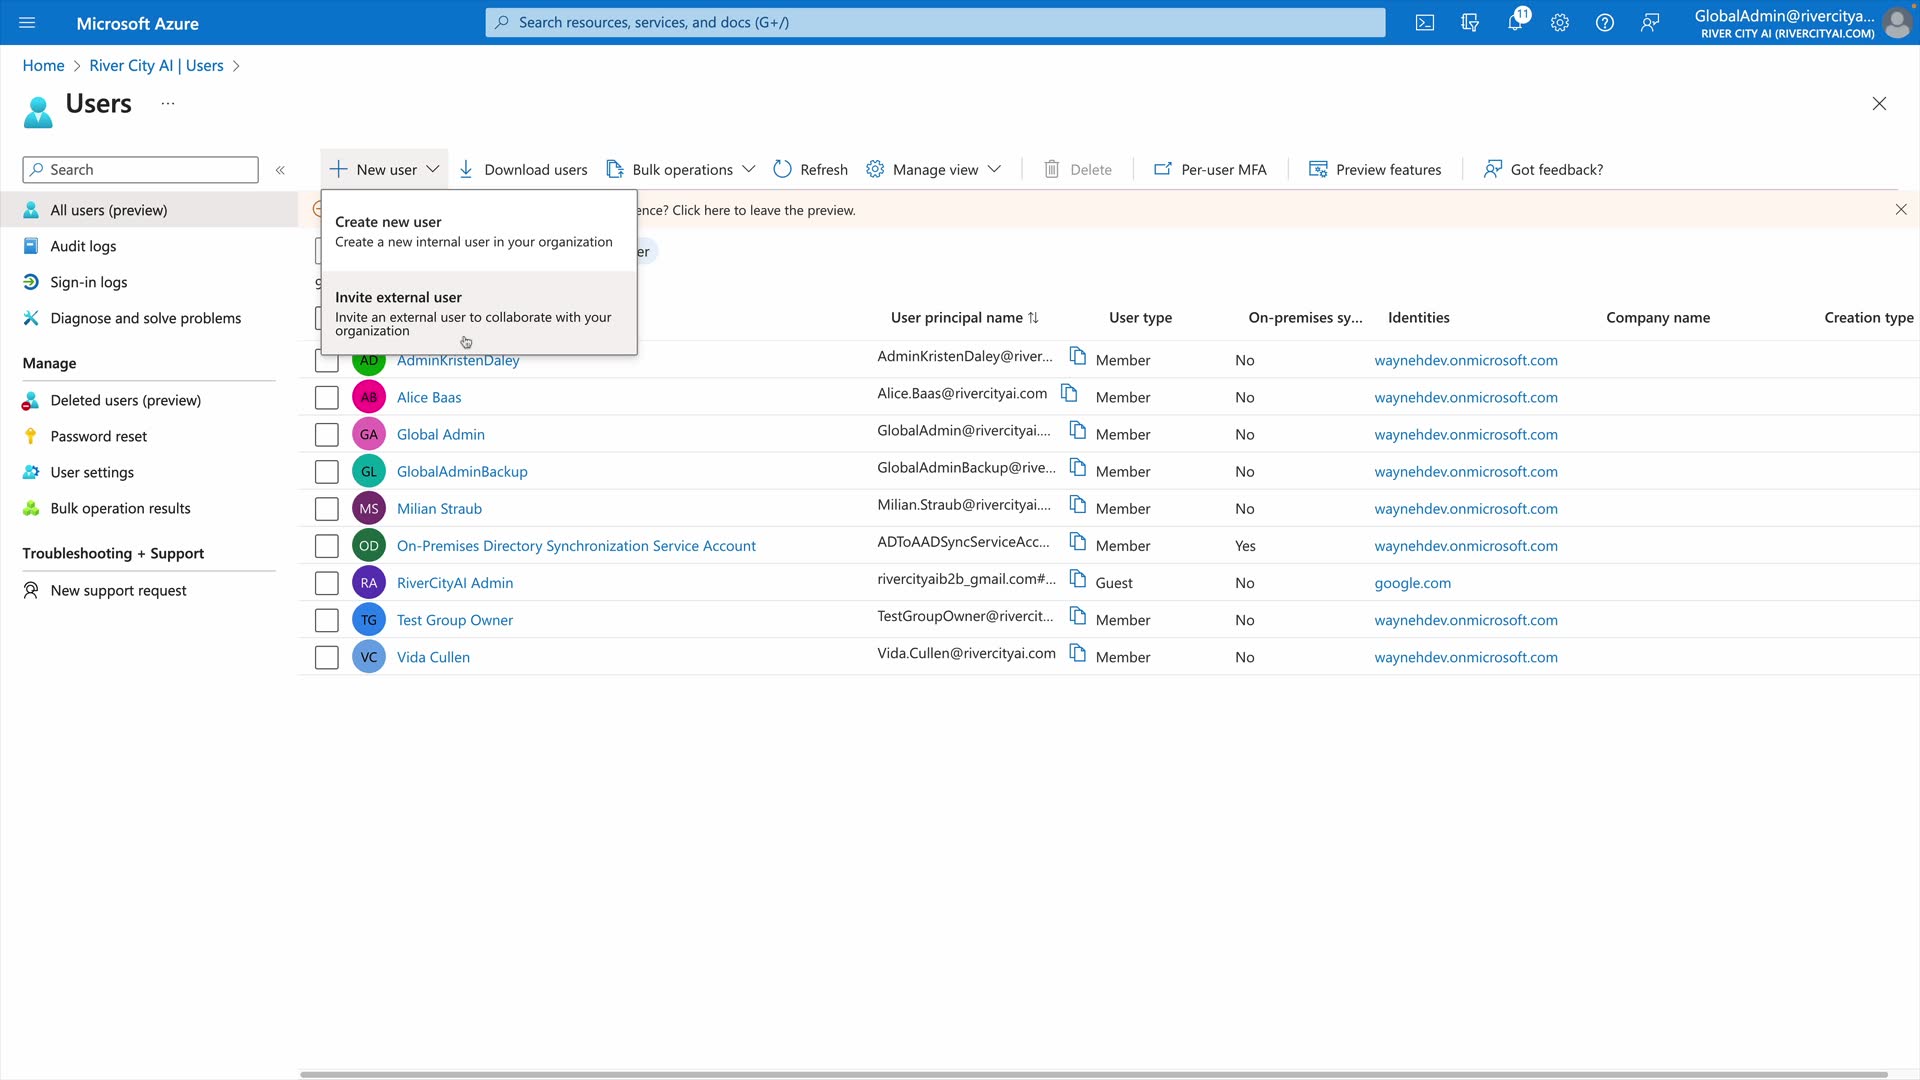 Microsoft Azure
Search resources, services, and docs (G+/)
11
GlobalAdmin@rivercitya...
RIVER CITY AI (RIVERCITYAI.COM)
Home > River City AI | Users >
Users ...
Search
«
New user
Download users
Bulk operations
Refresh
Manage view
Delete
Per-user MFA
Preview features
Got feedback?
All users (preview)
Audit logs
Sign-in logs
Diagnose and solve problems
Manage
Deleted users (preview)
Password reset
User settings
Bulk operation results
Troubleshooting + Support
New support request
Create new user
Create a new internal user in your organization
Invite external user
Invite an external user to collaborate with your
organization
ence? Click here to leave the preview.
er
9
User principal name User type On-premises sy... Identities Company name Creation type
AD AdminKristenDaley AdminKristenDaley@river... Member No waynehdev.onmicrosoft.com
AB Alice Baas Alice.Baas@rivercityai.com Member No waynehdev.onmicrosoft.com
GA Global Admin GlobalAdmin@rivercityai.... Member No waynehdev.onmicrosoft.com
GL GlobalAdminBackup GlobalAdminBackup@rive... Member No waynehdev.onmicrosoft.com
MS Milian Straub Milian.Straub@rivercityai.... Member No waynehdev.onmicrosoft.com
OD On-Premises Directory Synchronization Service Account ADToAADSyncServiceAcc... Member Yes waynehdev.onmicrosoft.com
RA RiverCityAI Admin rivercityaib2b_gmail.com#... Guest No google.com
TG Test Group Owner TestGroupOwner@rivercit... Member No waynehdev.onmicrosoft.com
VC Vida Cullen Vida.Cullen@rivercityai.com Member No waynehdev.onmicrosoft.com